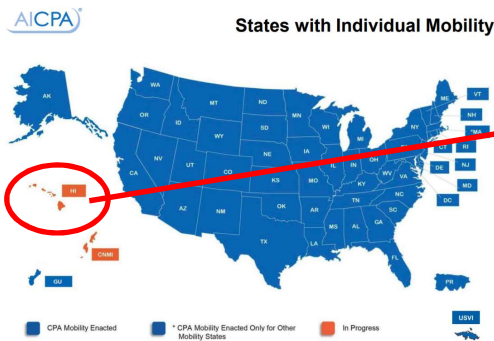 AICPA
States with Individual Mobility
AK
WA
OR
ID
MT
ND
MN
WI
MI
NY
ME
VT
NH
*MA
CT
RI
DE
NJ
MD
DC
WY
SD
IA
NE
NV
UT
CO
CA
KS
MO
IL
IN
OH
WV
VA
KY
NC
TN
SC
AZ
NM
OK
AR
MS
AL
GA
LA
TX
FL
HI
CNMI
GU
PR
USVI
CPA Mobility Enacted
* CPA Mobility Enacted Only for Other
Mobility States
In Progress